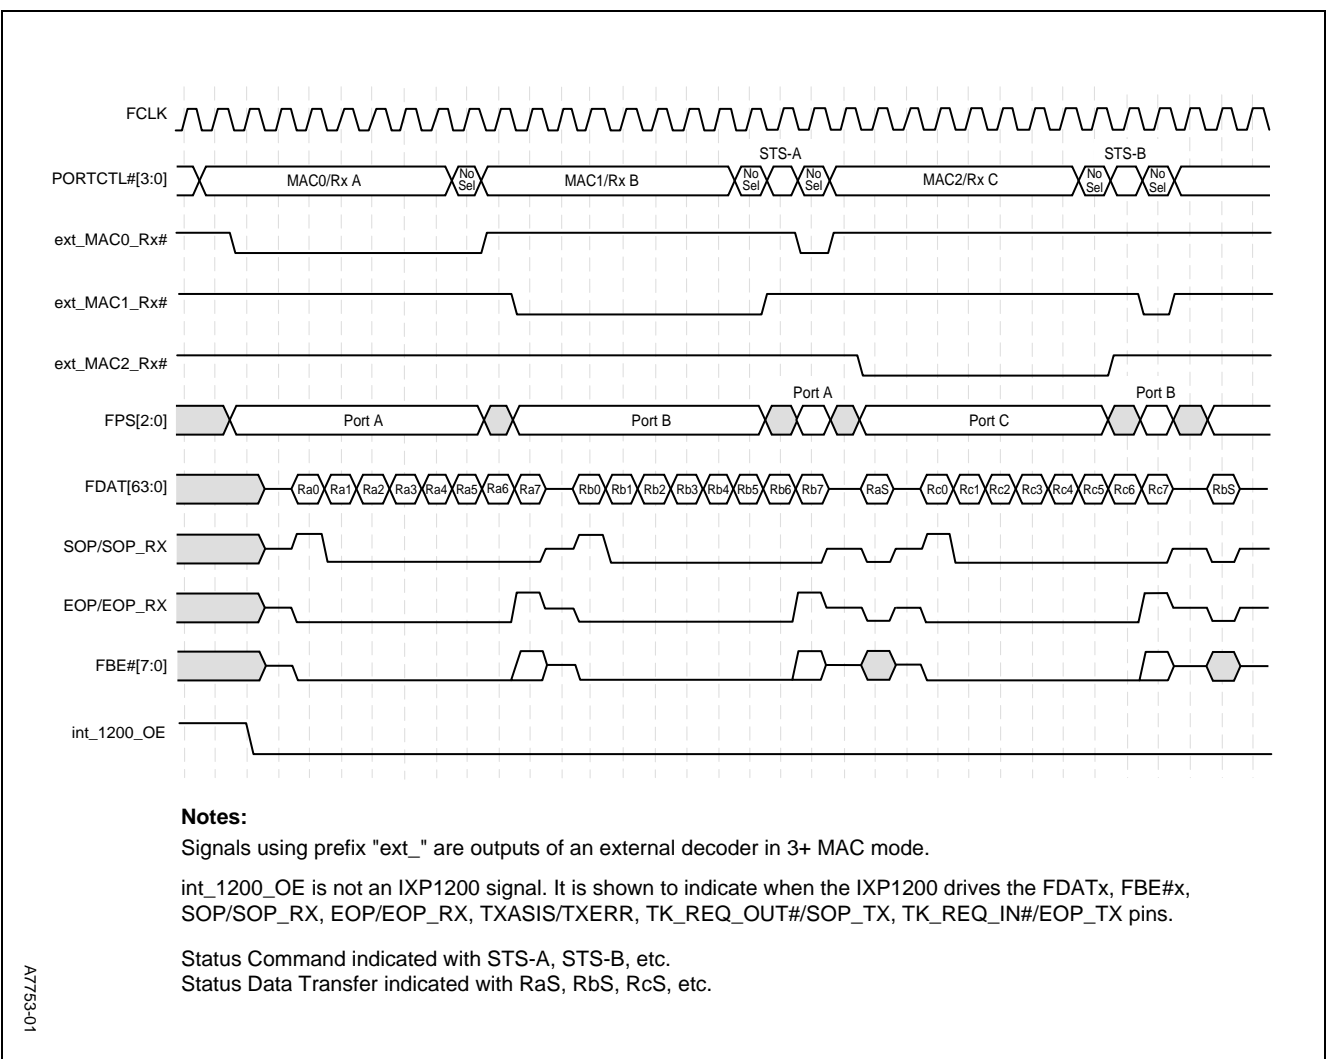 FCLK
STS-A STS-B
PORTCTL#[3:0] MAC0/Rx A No Sel MAC1/Rx B No Sel No Sel MAC2/Rx C No Sel No Sel
ext_MAC0_Rx#
ext_MAC1_Rx#
ext_MAC2_Rx#
Port A Port B
FPS[2:0] Port A Port B Port C
FDAT[63:0] Ra0 Ra1 Ra2 Ra3 Ra4 Ra5 Ra6 Ra7 Rb0 Rb1 Rb2 Rb3 Rb4 Rb5 Rb6 Rb7 RaS Rc0 Rc1 Rc2 Rc3 Rc4 Rc5 Rc6 Rc7 RbS
SOP/SOP_RX
EOP/EOP_RX
FBE#[7:0]
int_1200_OE
Notes:
Signals using prefix "ext_" are outputs of an external decoder in 3+ MAC mode.
int_1200_OE is not an IXP1200 signal. It is shown to indicate when the IXP1200 drives the FDATx, FBE#x,
SOP/SOP_RX, EOP/EOP_RX, TXASIS/TXERR, TK_REQ_OUT#/SOP_TX, TK_REQ_IN#/EOP_TX pins.
Status Command indicated with STS-A, STS-B, etc.
Status Data Transfer indicated with RaS, RbS, RcS, etc.
A7753-01